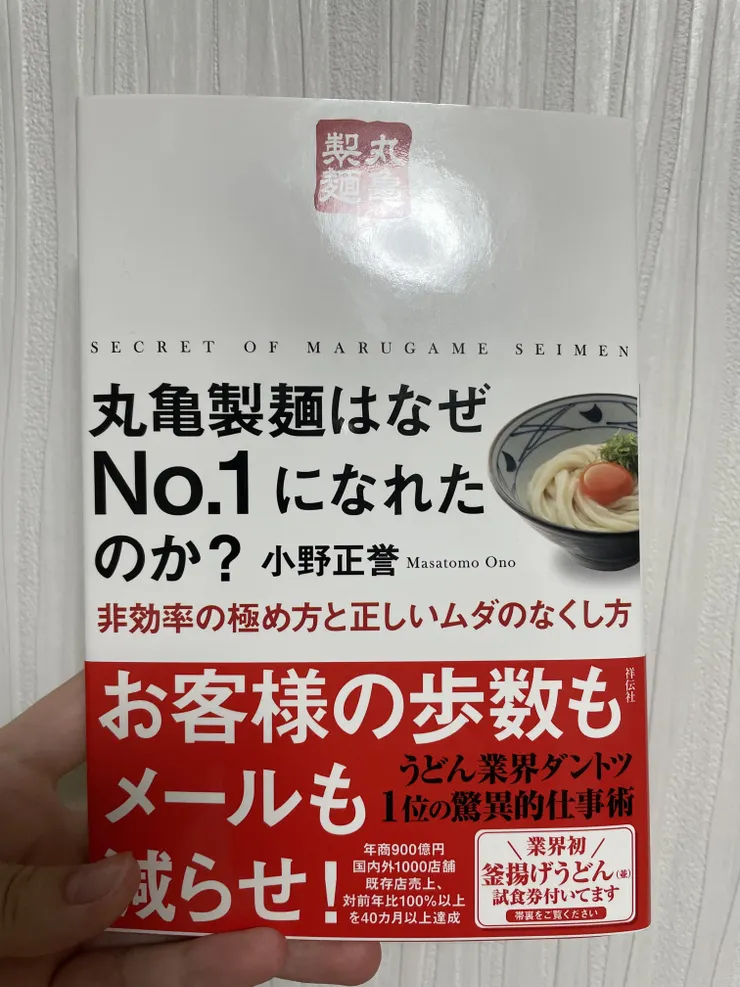 丸亀
製麺
SECRET OF MARUGAME SEIMEN
丸亀製麺はなぜ
No.1になれた
のか?
小野正誉 Masatomo Ono
非効率の極め方と正しいムダのなくし方
祥伝社
お客様の歩数も
メールも
減らせ!
うどん業界ダントツ
1位の驚異的仕事術
年商900億円
国内外1000店舗
既存店売上、
対前年比100%以上
を40カ月以上達成
業界初
釜揚げうどん(並)
試食券付いてます
帯裏をご覧ください